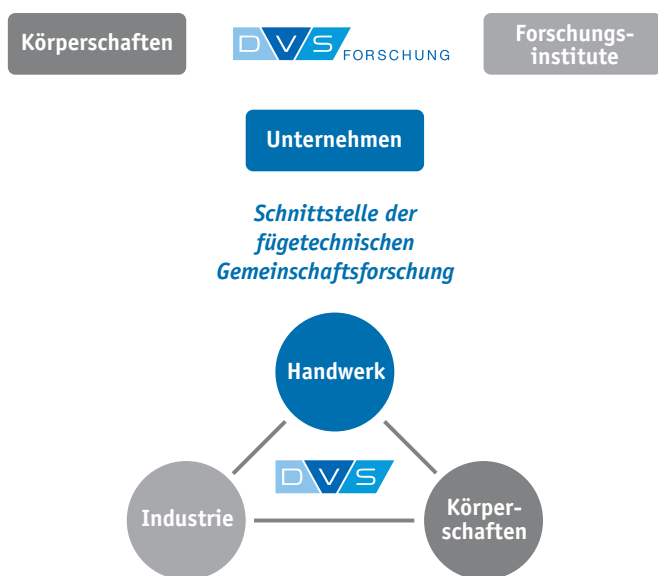 Körperschaften
DVS FORSCHUNG
Forschungs-
institute
Unternehmen
Schnittstelle der
fügetechnischen
Gemeinschaftsforschung
Handwerk
DVS
Industrie
Körper-
schaften